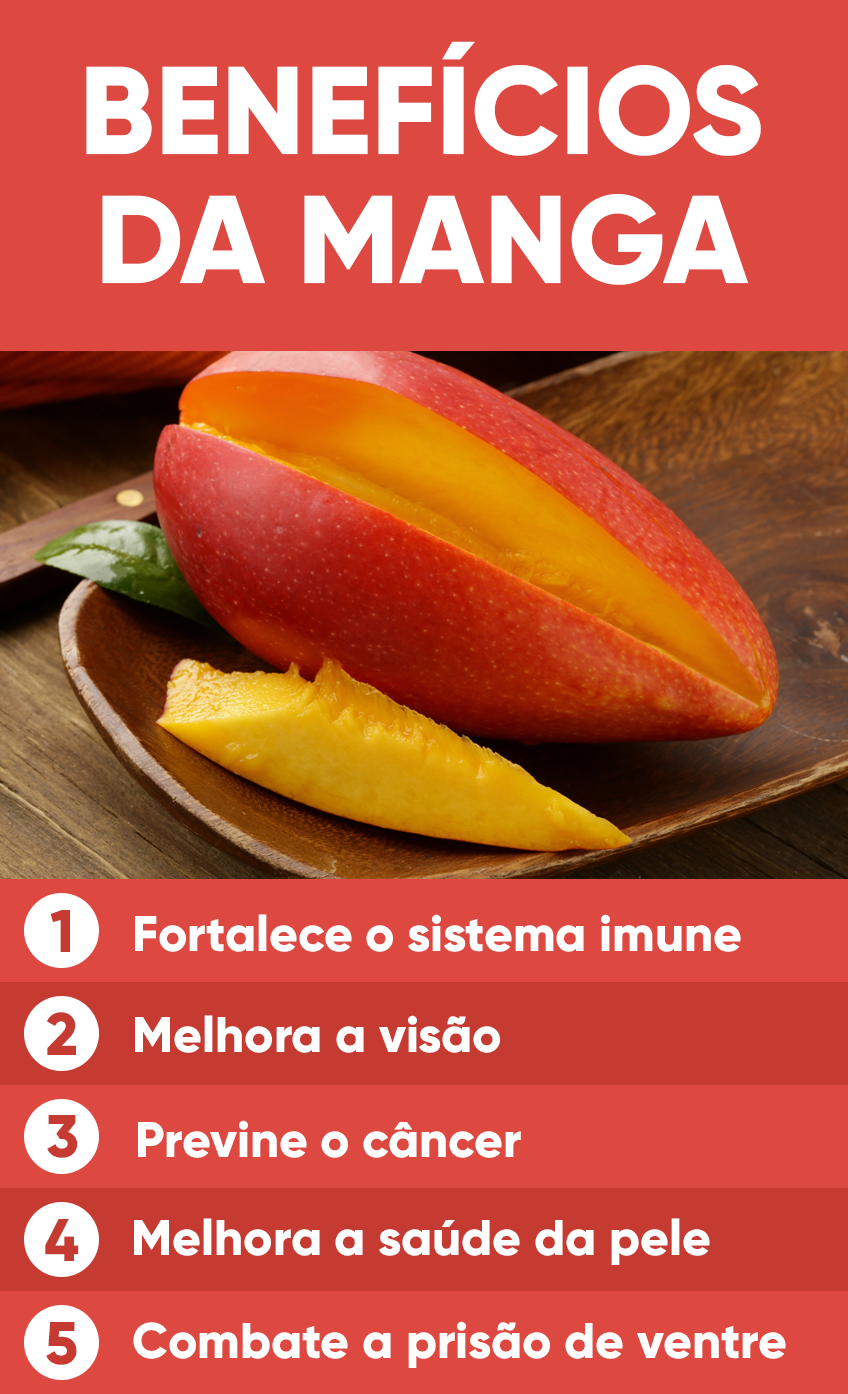 BENEFÍCIOS
DA MANGA
1 Fortalece o sistema imune
2 Melhora a visão
3 Previne o câncer
4 Melhora a saúde da pele
5 Combate a prisão de ventre